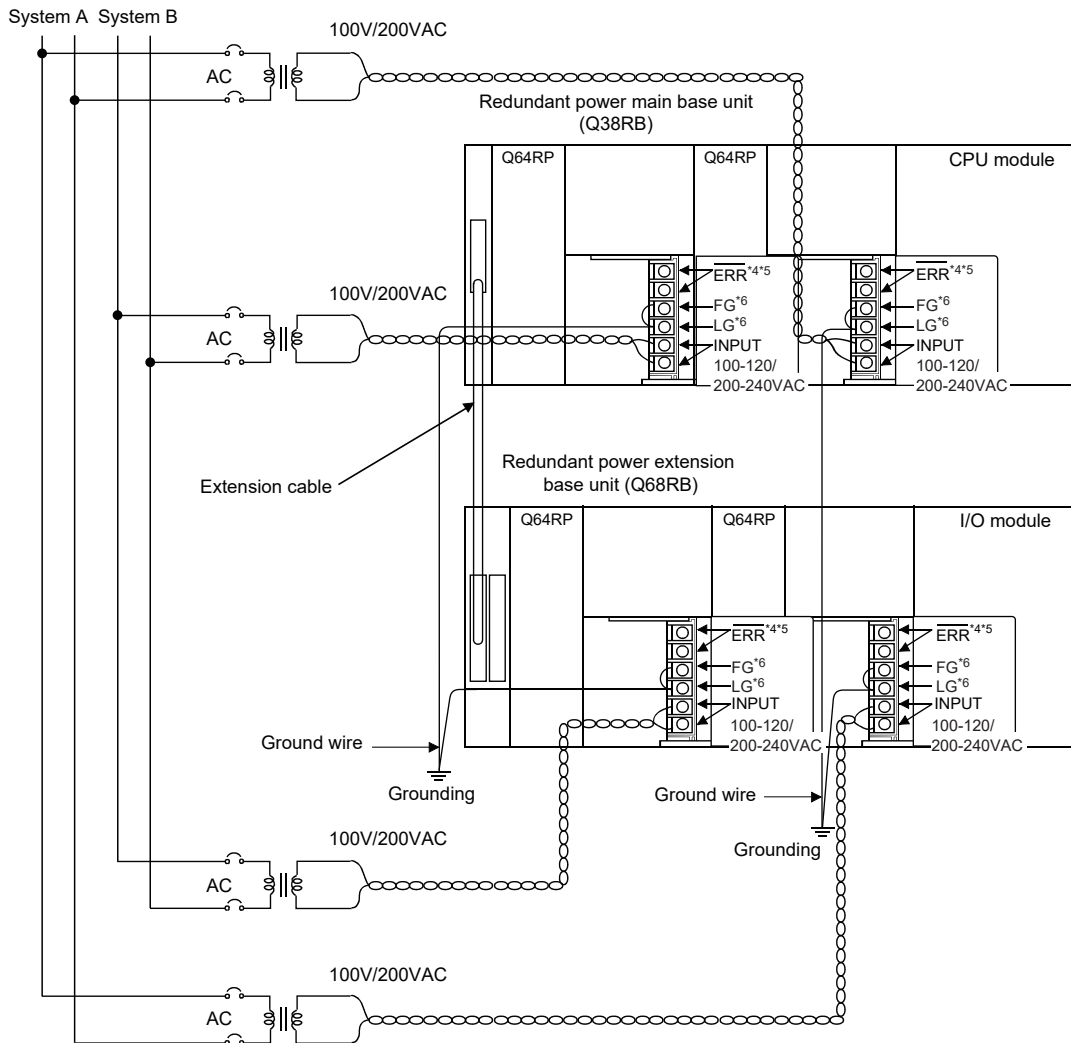 System A System B
100V/200VAC
AC
Redundant power main base unit
(Q38RB)
Q64RP
Q64RP
CPU module
ERR*4*5
FG*6
LG*6
INPUT
100-120/
200-240VAC
ERR*4*5
FG*6
LG*6
INPUT
100-120/
200-240VAC
100V/200VAC
AC
Extension cable
Redundant power extension
base unit (Q68RB)
Q64RP
Q64RP
I/O module
ERR*4*5
FG*6
LG*6
INPUT
100-120/
200-240VAC
ERR*4*5
FG*6
LG*6
INPUT
100-120/
200-240VAC
Ground wire
Grounding
Ground wire
Grounding
100V/200VAC
AC
100V/200VAC
AC